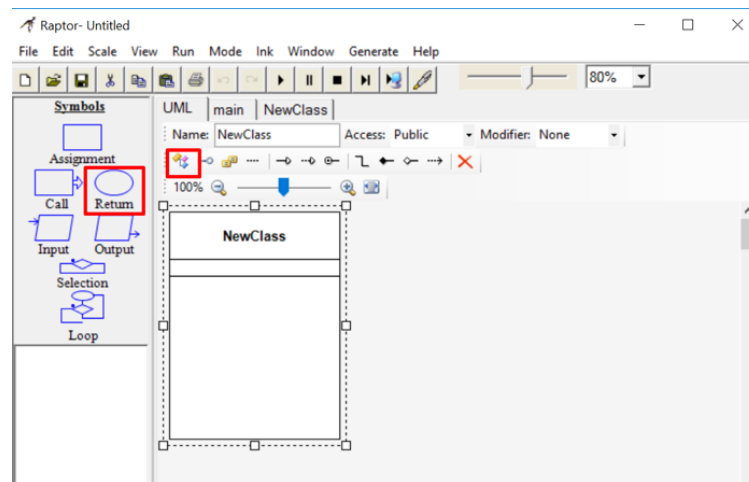 Raptor- Untitled
File Edit Scale View Run Mode Ink Window Generate Help
80%
Symbols
UML main NewClass
Name: NewClass Access: Public Modifier: None
Assignment
100%
Call Return
NewClass
Input Output
Selection
Loop